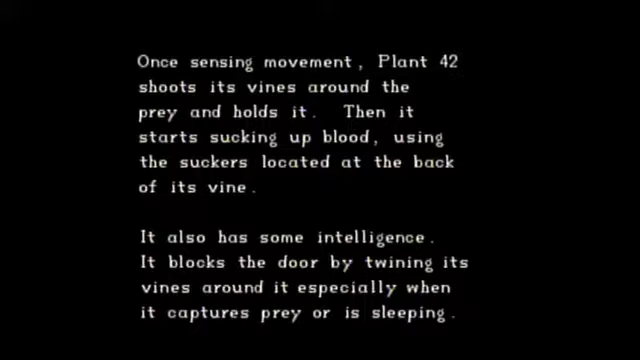 Once sensing movement, Plant 42
shoots its vines around the
prey and holds it. Then it
starts sucking up blood, using
the suckers located at the back
of its vine.
It also has some intelligence.
It blocks the door by twining its
vines around it especially when
it captures prey or is sleeping.